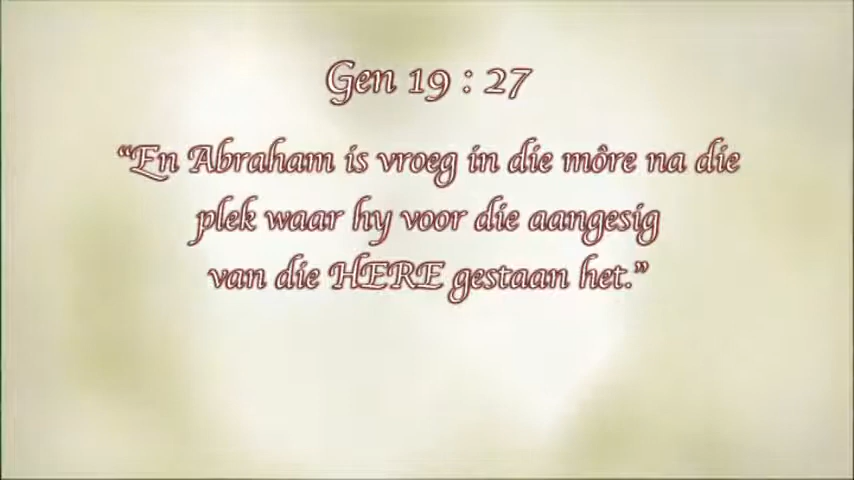 Gen 19 : 27
“En Abraham is vroeg in die môre na die
plek waar hy voor die aangesig
van die HERE gestaan het.”